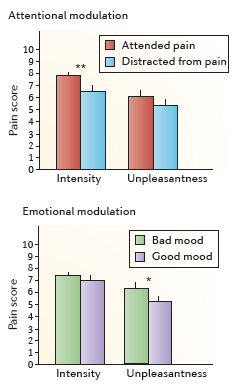 Attentional modulation
10
9
8
7
6
5
4
3
2
1
0
Pain score
Attended pain
Distracted from pain
**
Intensity Unpleasantness
Emotional modulation
10
9
8
7
6
5
4
3
2
1
0
Pain score
Bad mood
Good mood
*
Intensity Unpleasantness